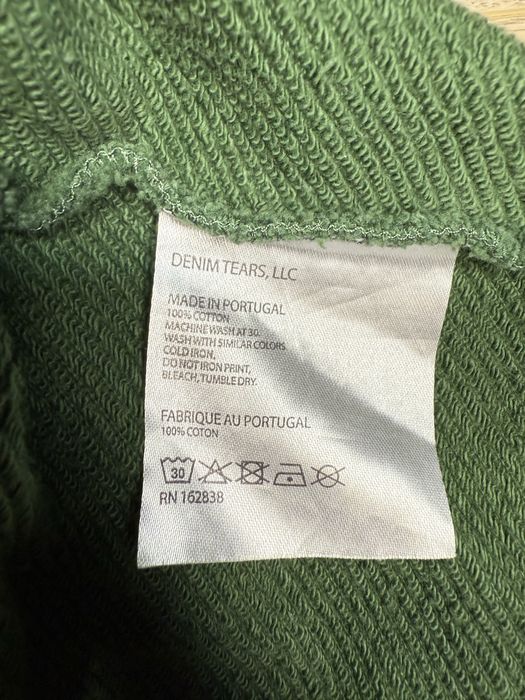 DENIM TEARS, LLC
MADE IN PORTUGAL
100% COTTON
MACHINE WASH AT 30.
WASH WITH SIMILAR COLORS
COLD IRON,
DO NOT IRON PRINT,
BLEACH, TUMBLE DRY.
FABRIQUE AU PORTUGAL
100% COTON
30
RN 162838